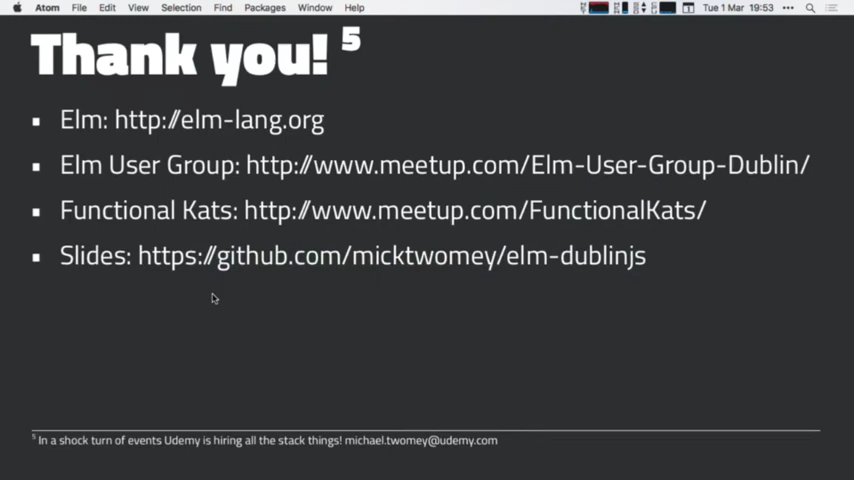 Atom File Edit View Selection Find Packages Window Help Tue 1 Mar 19:53
Thank you! 5
▪ Elm: http://elm-lang.org
▪ Elm User Group: http://www.meetup.com/Elm-User-Group-Dublin/
▪ Functional Kats: http://www.meetup.com/FunctionalKats/
▪ Slides: https://github.com/micktwomey/elm-dublinjs
5 In a shock turn of events Udemy is hiring all the stack things! michael.twomey@udemy.com